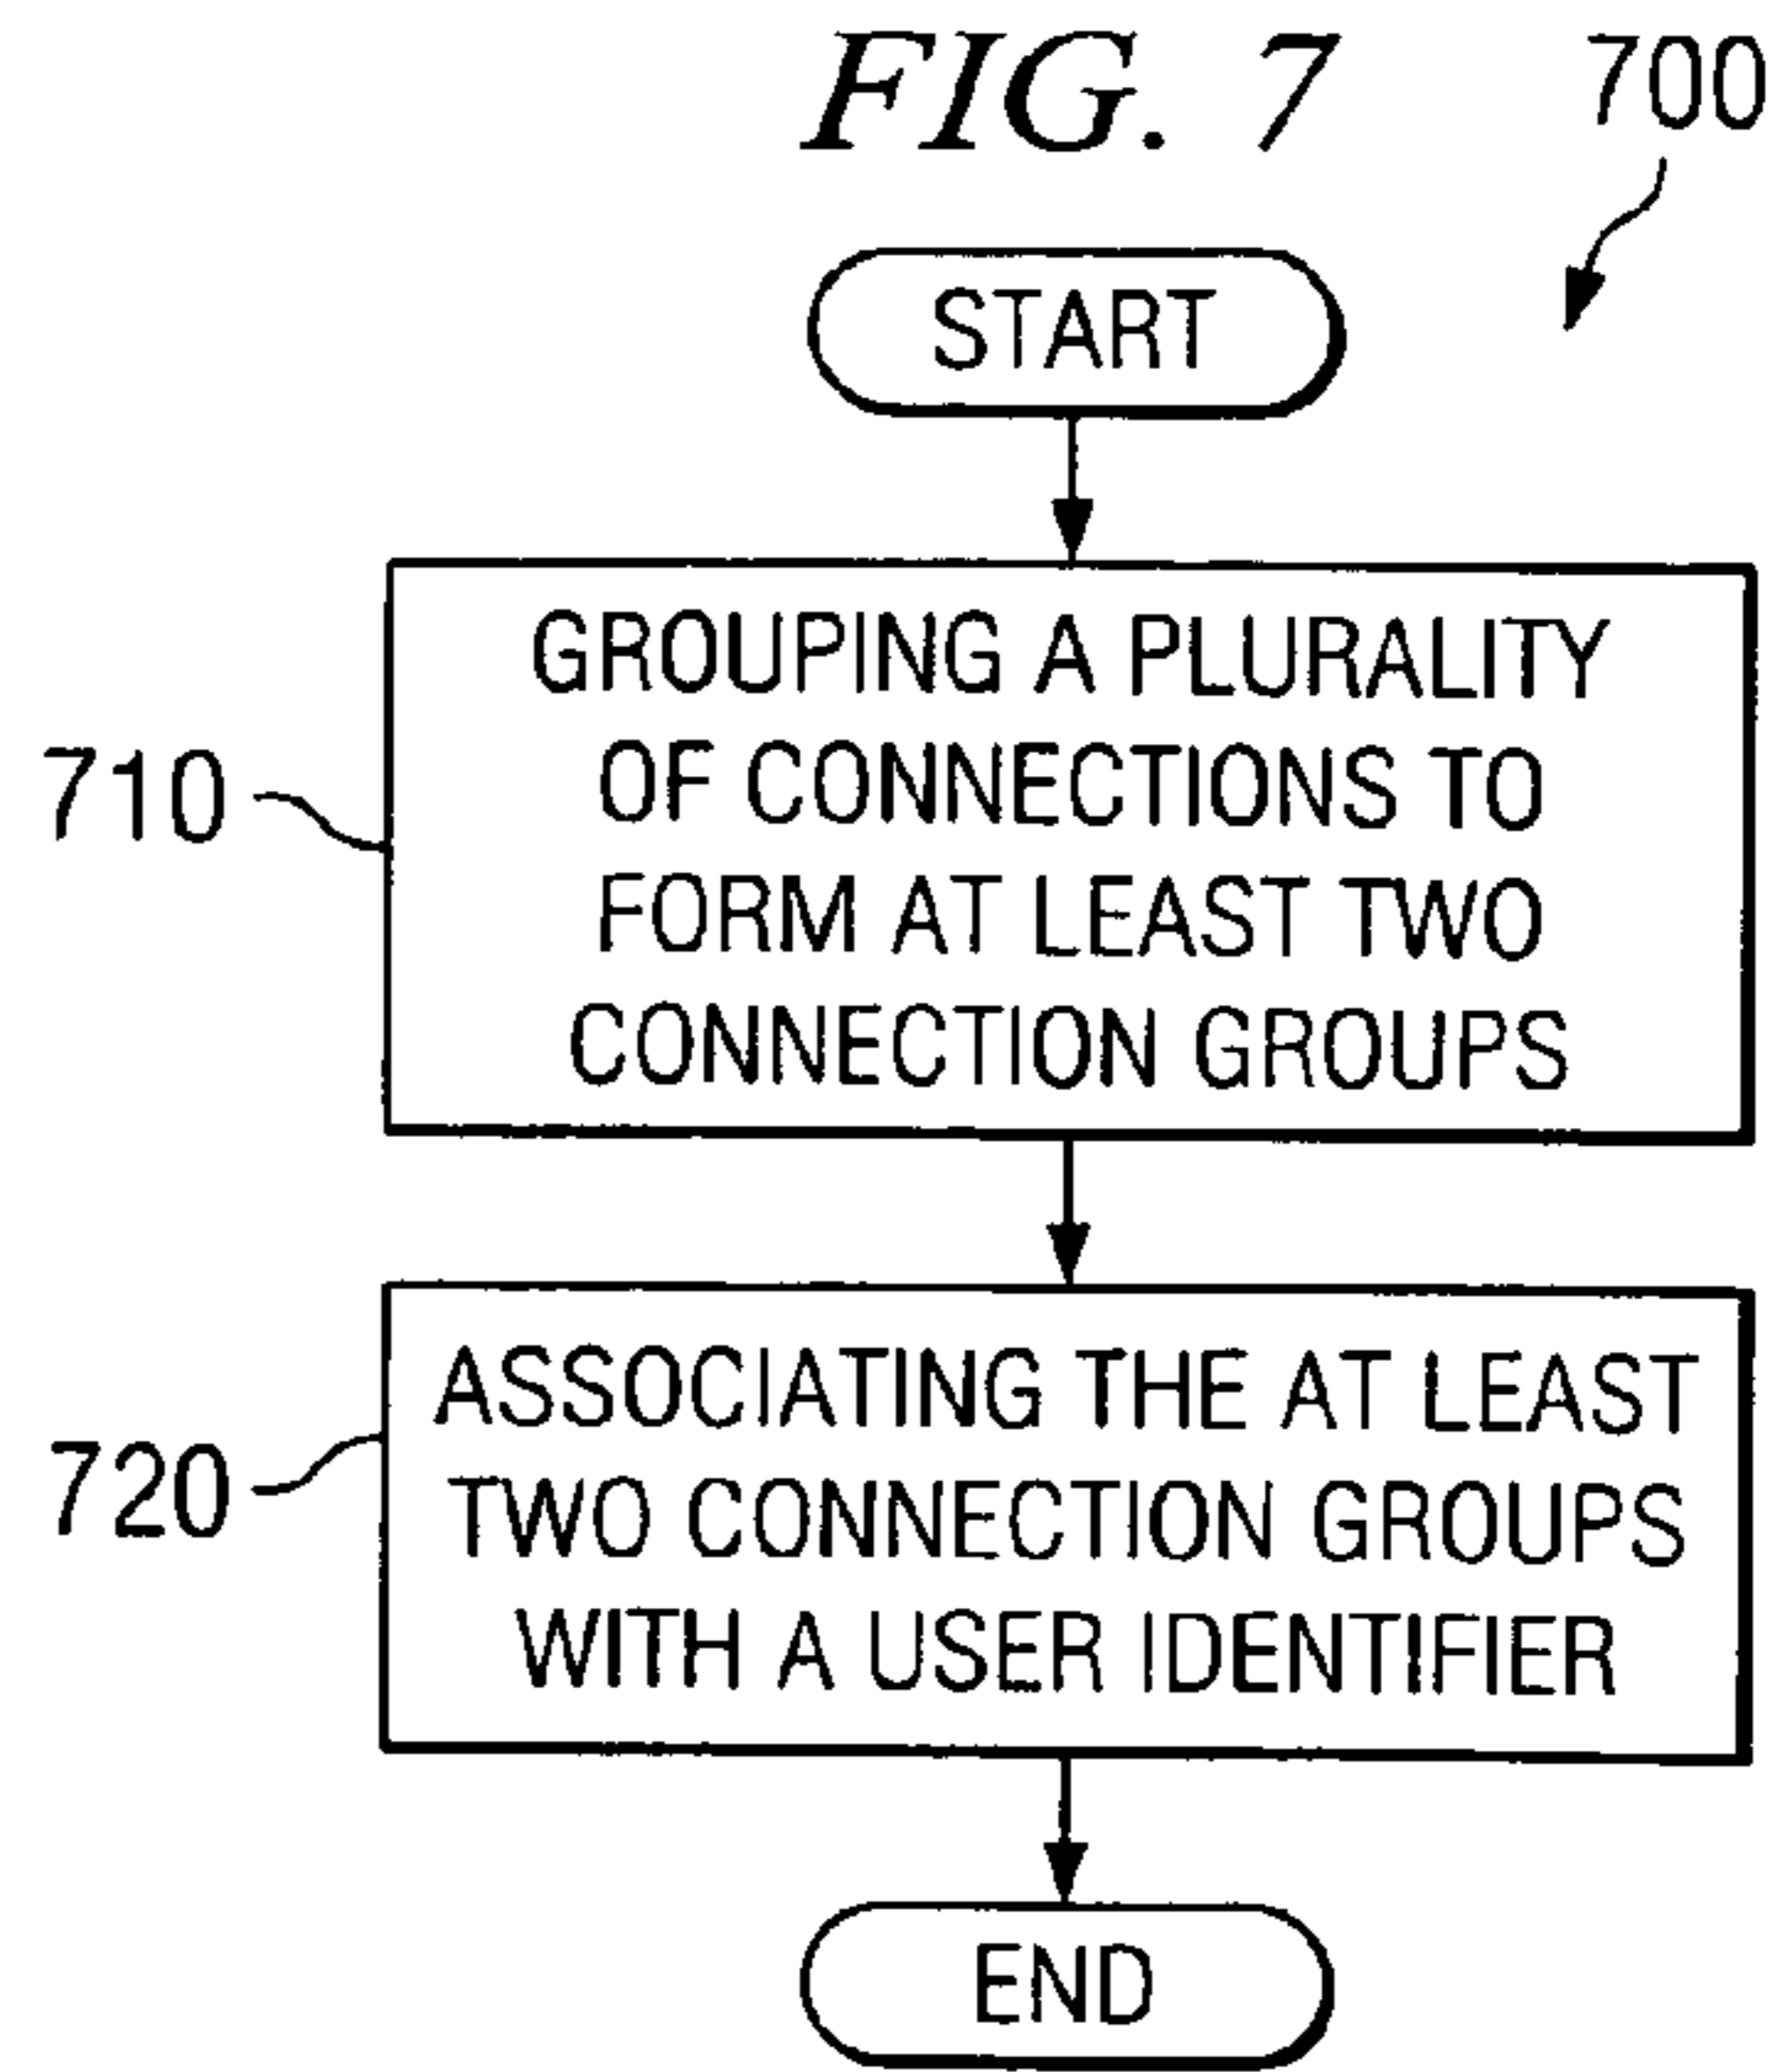 FIG. 7
700
START
GROUPING A PLURALITY
OF CONNECTIONS TO
FORM AT LEAST TWO
CONNECTION GROUPS
710
ASSOCIATING THE AT LEAST
TWO CONNECTION GROUPS
WITH A USER IDENTIFIER
720
END